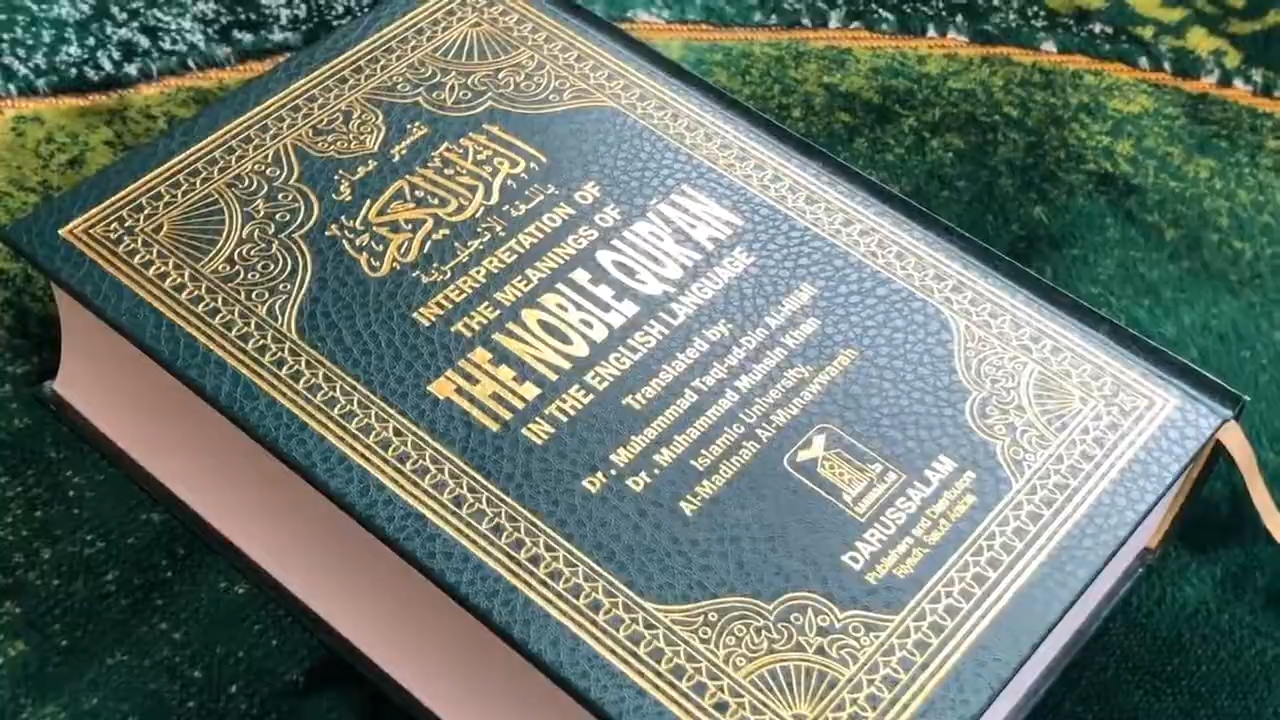 تفسير معاني
القرآن الكريم
باللغة الإنجليزية
INTERPRETATION OF
THE MEANINGS OF
THE NOBLE QUR'AN
IN THE ENGLISH LANGUAGE
Translated by:
Dr. Muhammad Taqi-ud-Din Al-Hilali
Dr. Muhammad Muhsin Khan
Islamic University,
Al-Madinah Al-Munawwarah
DARUSSALAM
DARUSSALAM
Publishers and Distributors
Riyadh, Saudi Arabia